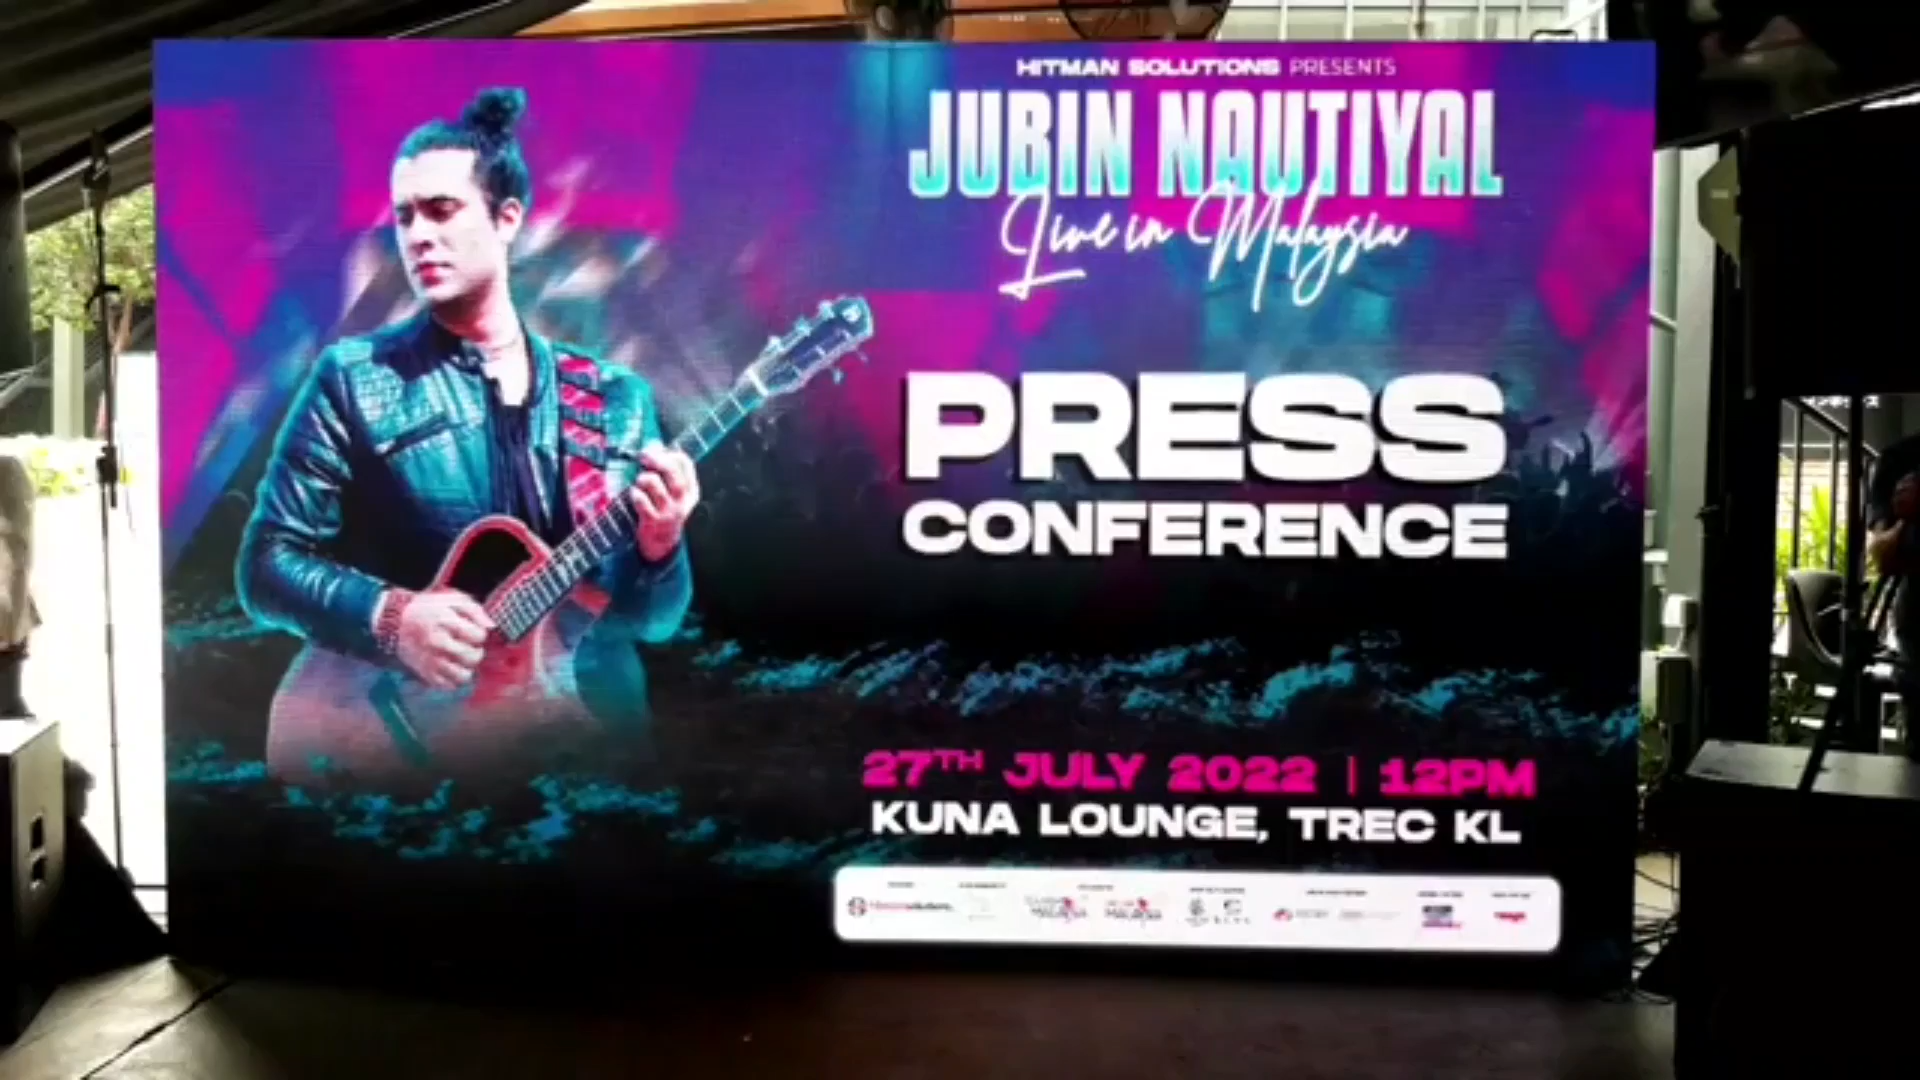 HITMAN SOLUTIONS PRESENTS
JUBIN NAUTIYAL
Live in Malaysia
PRESS
CONFERENCE
27TH JULY 2022 | 12PM
KUNA LOUNGE, TREC KL